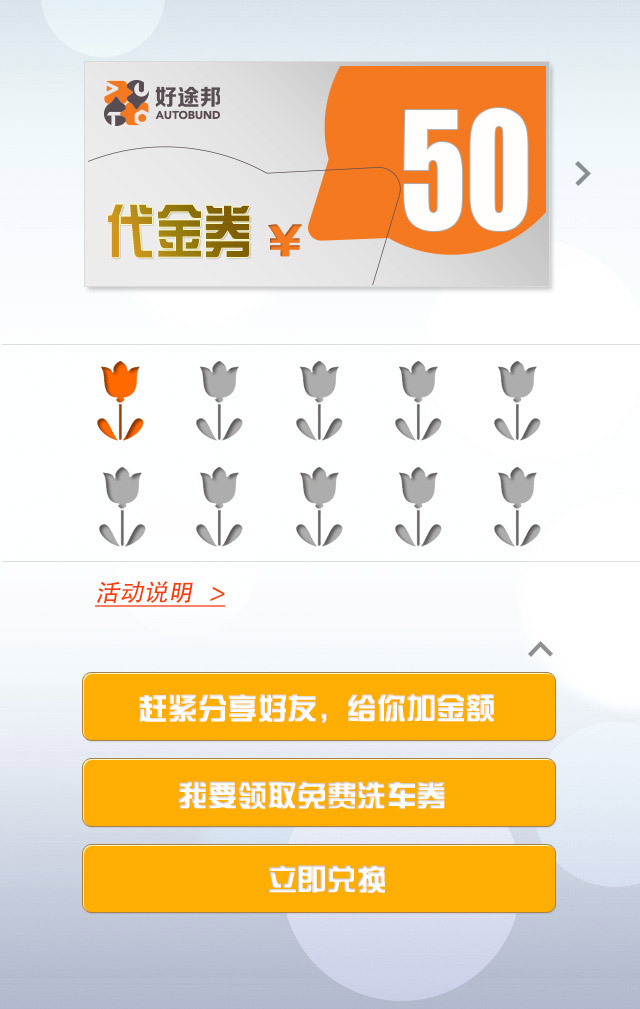 VUTO
好途邦
AUTOBUND
50
代金券 ¥
活动说明 >
赶紧分享好友，给你加金额
我要领取免费洗车券
立即兑换